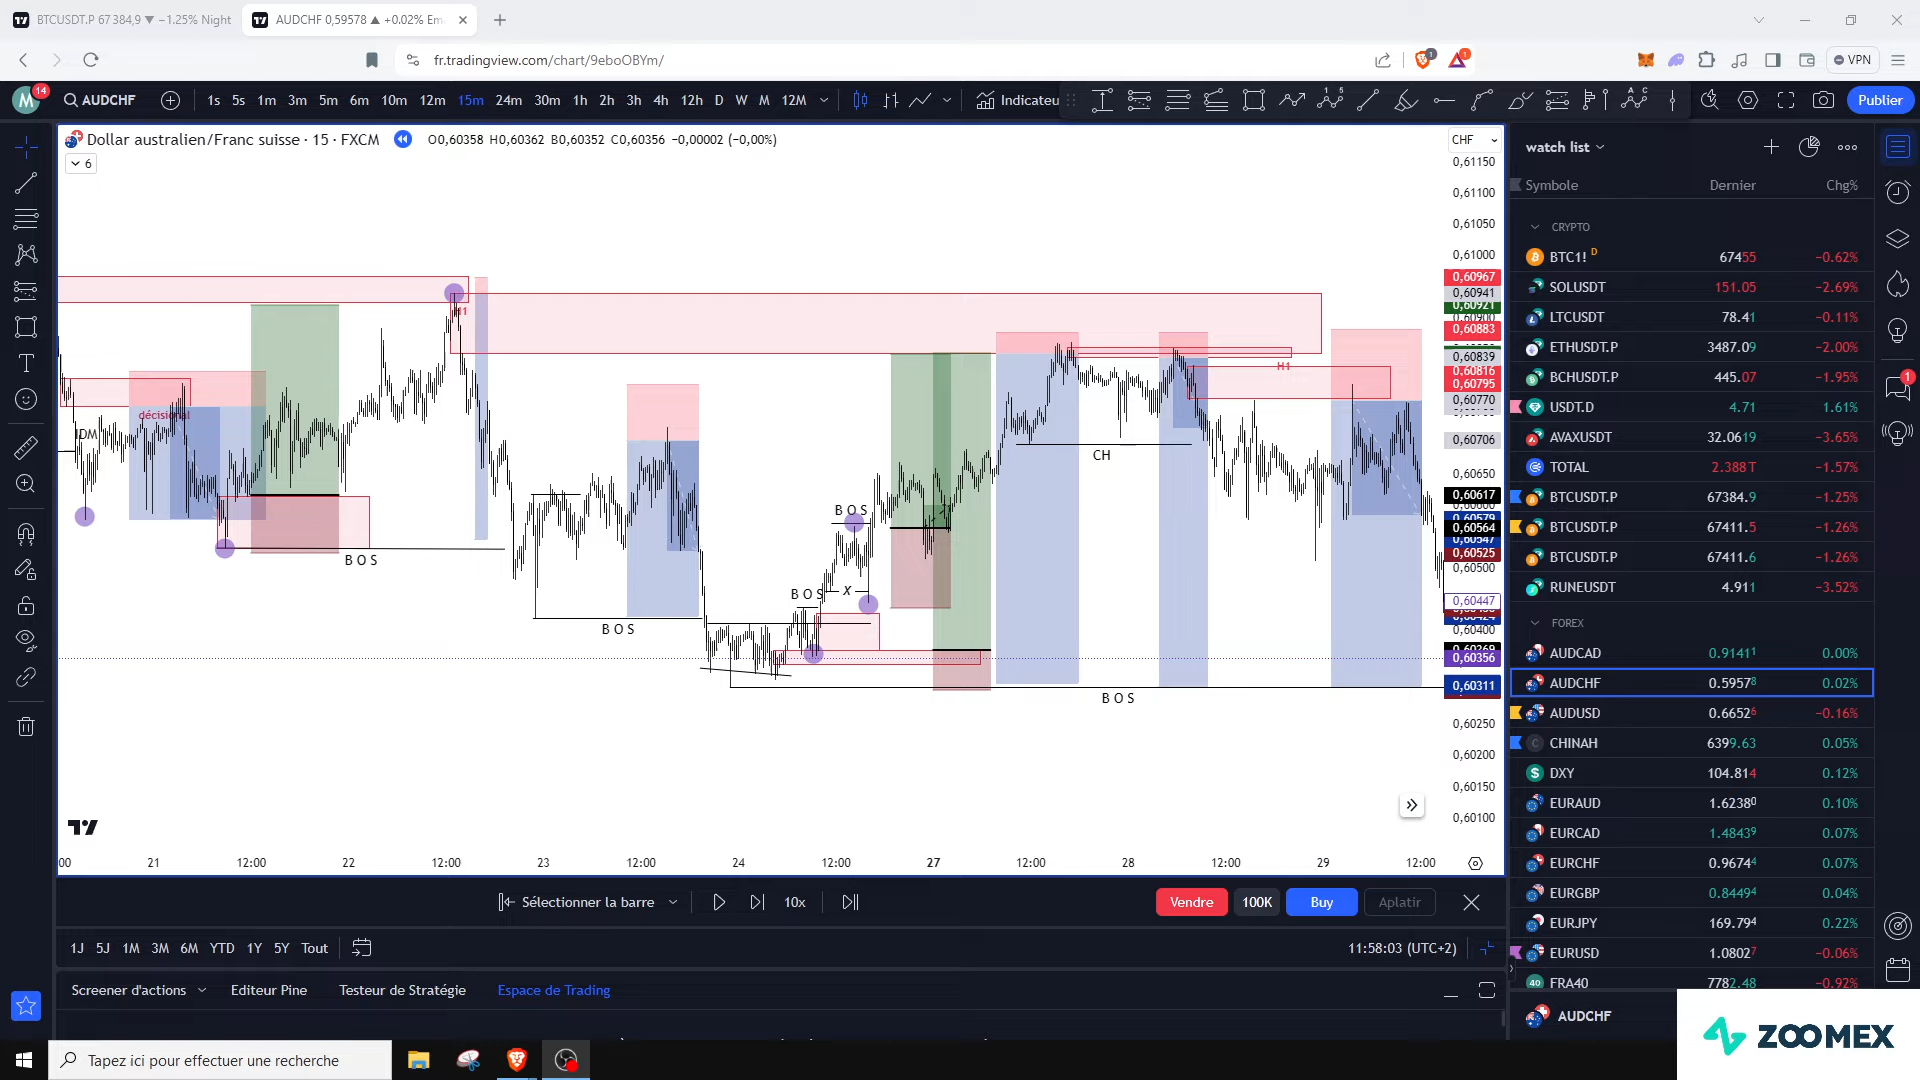 BTCUSDT.P 67 384,9 ▼ −1.25% Night
AUDCHF 0,59578 ▲ +0.02% Em
fr.tradingview.com/chart/9eboOBYm/
VPN
M 14
AUDCHF
1s 5s 1m 3m 5m 6m 10m 12m 15m 24m 30m 1h 2h 3h 4h 12h D W M 12M
Indicateu
Publier
Dollar australien/Franc suisse · 15 · FXCM
O0,60358 H0,60362 B0,60352 C0,60356 −0,00002 (−0,00%)
6
CHF
0,61150
0,61100
0,61050
0,61000
0,60967
0,60941
0,60921
0,60900
0,60883
0,60839
0,60816
0,60795
0,60770
0,60706
0,60650
0,60617
0,60579
0,60564
0,60547
0,60525
0,60500
0,60447
0,60400
0,60356
0,60311
0,60250
0,60200
0,60150
0,60100
décisional
IDM
H1
B O S
B O S
B O S
B O S
X
CH
H1
B O S
21 12:00 22 12:00 23 12:00 24 12:00 27 12:00 28 12:00 29 12:00
Sélectionner la barre
10x
Vendre
100K
Buy
Aplatir
1J 5J 1M 3M 6M YTD 1Y 5Y Tout
11:58:03 (UTC+2)
Screener d'actions
Editeur Pine
Testeur de Stratégie
Espace de Trading
watch list
Symbole Dernier Chg%
CRYPTO
BTC1! D 67455 −0.62%
SOLUSDT 151.05 −2.69%
LTCUSDT 78.41 −0.11%
ETHUSDT.P 3487.09 −2.00%
BCHUSDT.P 445.07 −1.95%
USDT.D 4.71 1.61%
AVAXUSDT 32.0619 −3.65%
TOTAL 2.388T −1.57%
BTCUSDT.P 67384.9 −1.25%
BTCUSDT.P 67411.5 −1.26%
BTCUSDT.P 67411.6 −1.26%
RUNEUSDT 4.911 −3.52%
FOREX
AUDCAD 0.91411 0.00%
AUDCHF 0.59578 0.02%
AUDUSD 0.66526 −0.16%
CHINAH 6399.63 0.05%
DXY 104.814 0.12%
EURAUD 1.62380 0.10%
EURCAD 1.48439 0.07%
EURCHF 0.96744 0.07%
EURGBP 0.84494 0.04%
EURJPY 169.794 0.22%
EURUSD 1.08027 −0.06%
FRA40 7782.48 −0.92%
AUDCHF
Tapez ici pour effectuer une recherche
ZOOMEX